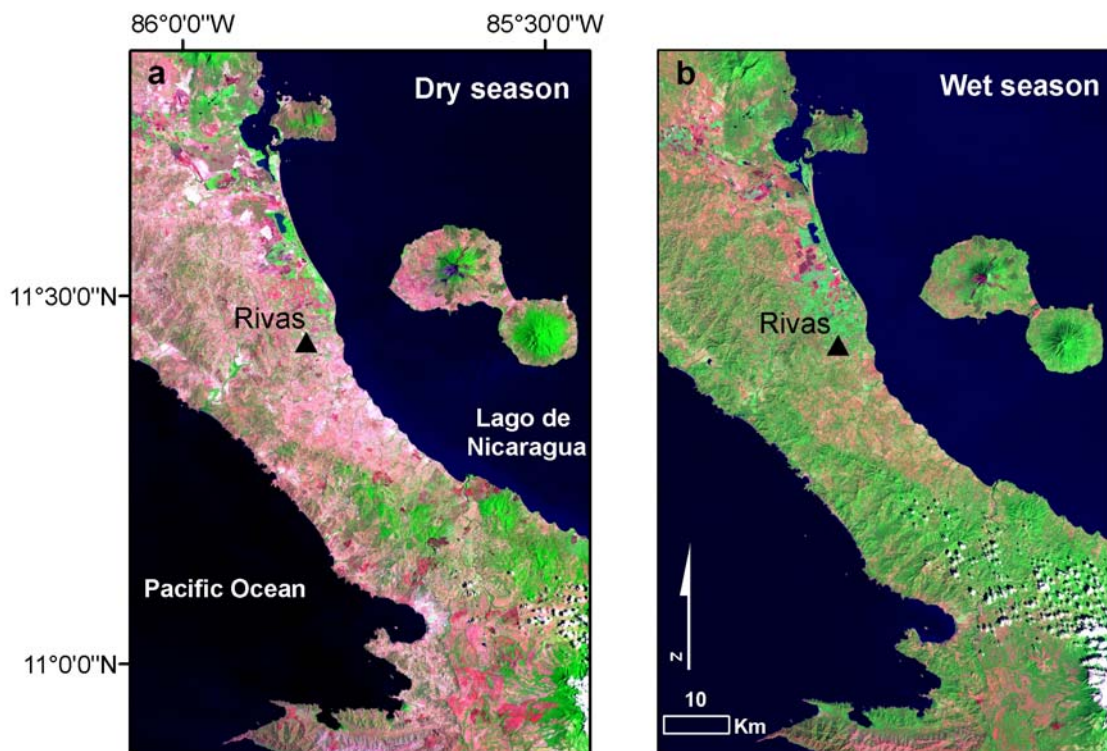 86°0'0"W
85°30'0"W
a
Dry season
b
Wet season
11°30'0"N
Rivas
Rivas
Lago de
Nicaragua
Pacific Ocean
11°0'0"N
z
10
Km